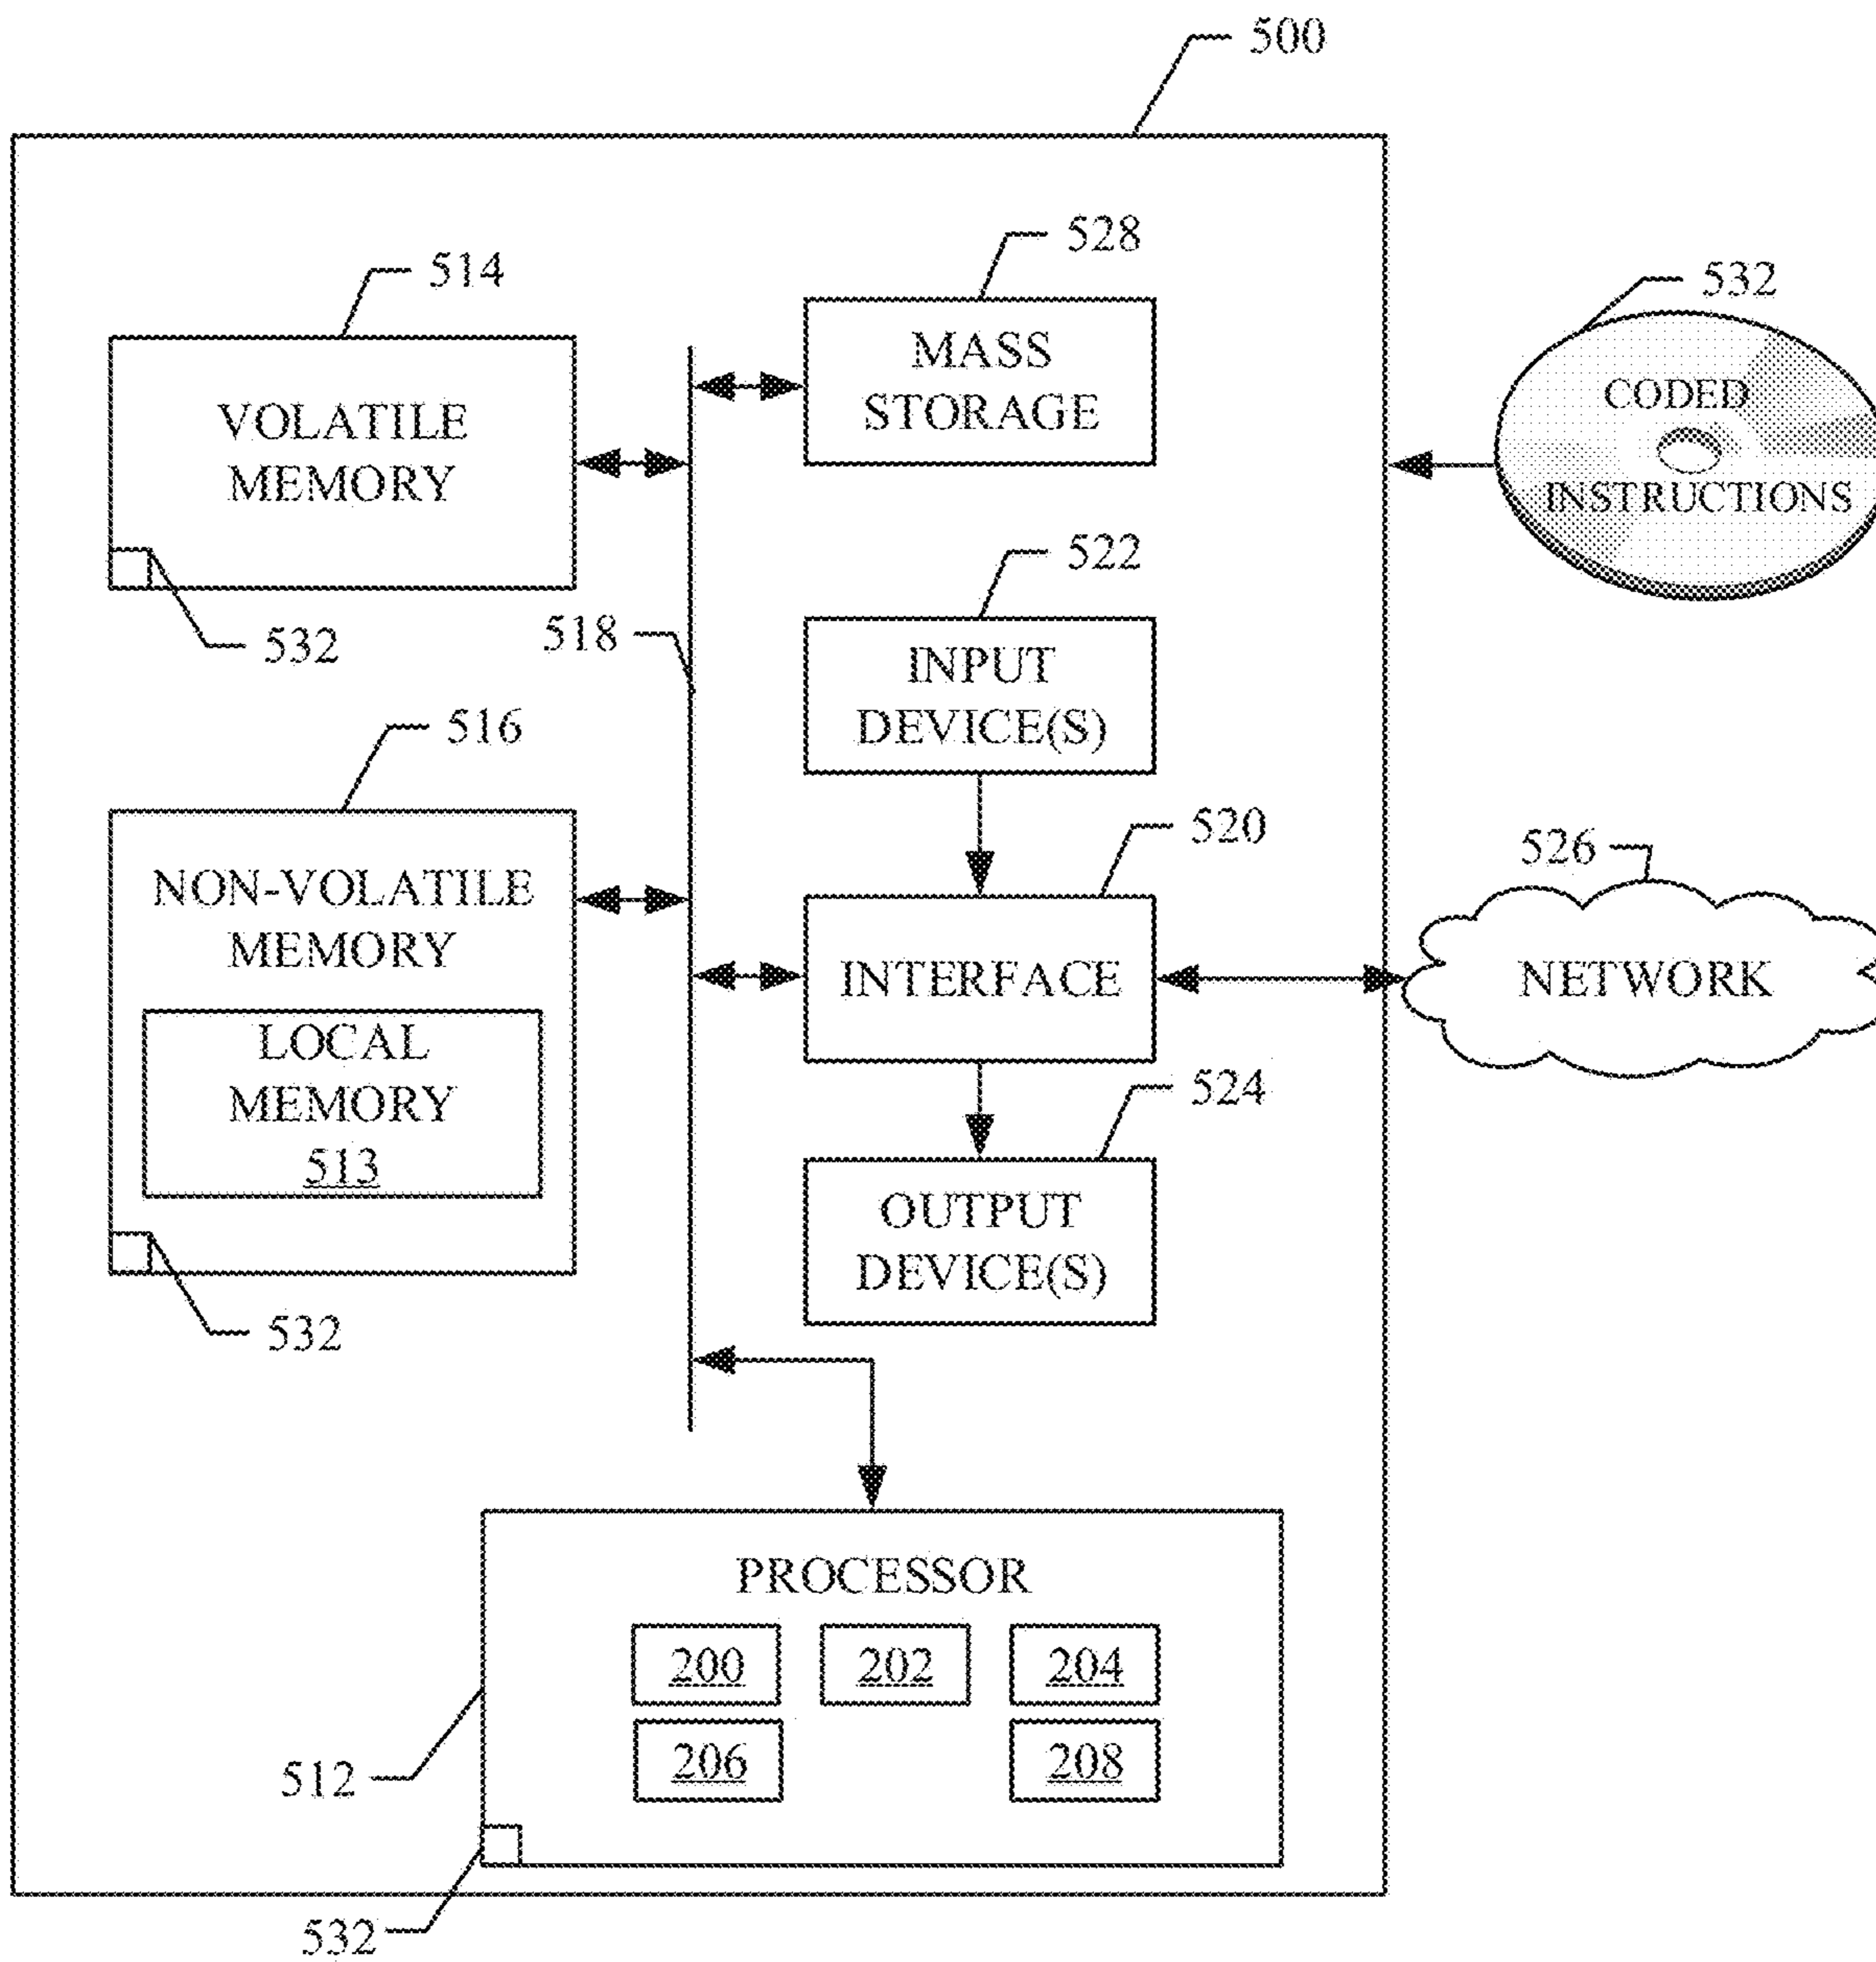 500
528
514
532
MASS
STORAGE
CODED
INSTRUCTIONS
VOLATILE
MEMORY
522
532
518
INPUT
DEVICE(S)
516
520
526
NON-VOLATILE
MEMORY
INTERFACE
NETWORK
LOCAL
MEMORY
513
524
OUTPUT
DEVICE(S)
532
PROCESSOR
200 202 204
206 208
512
532